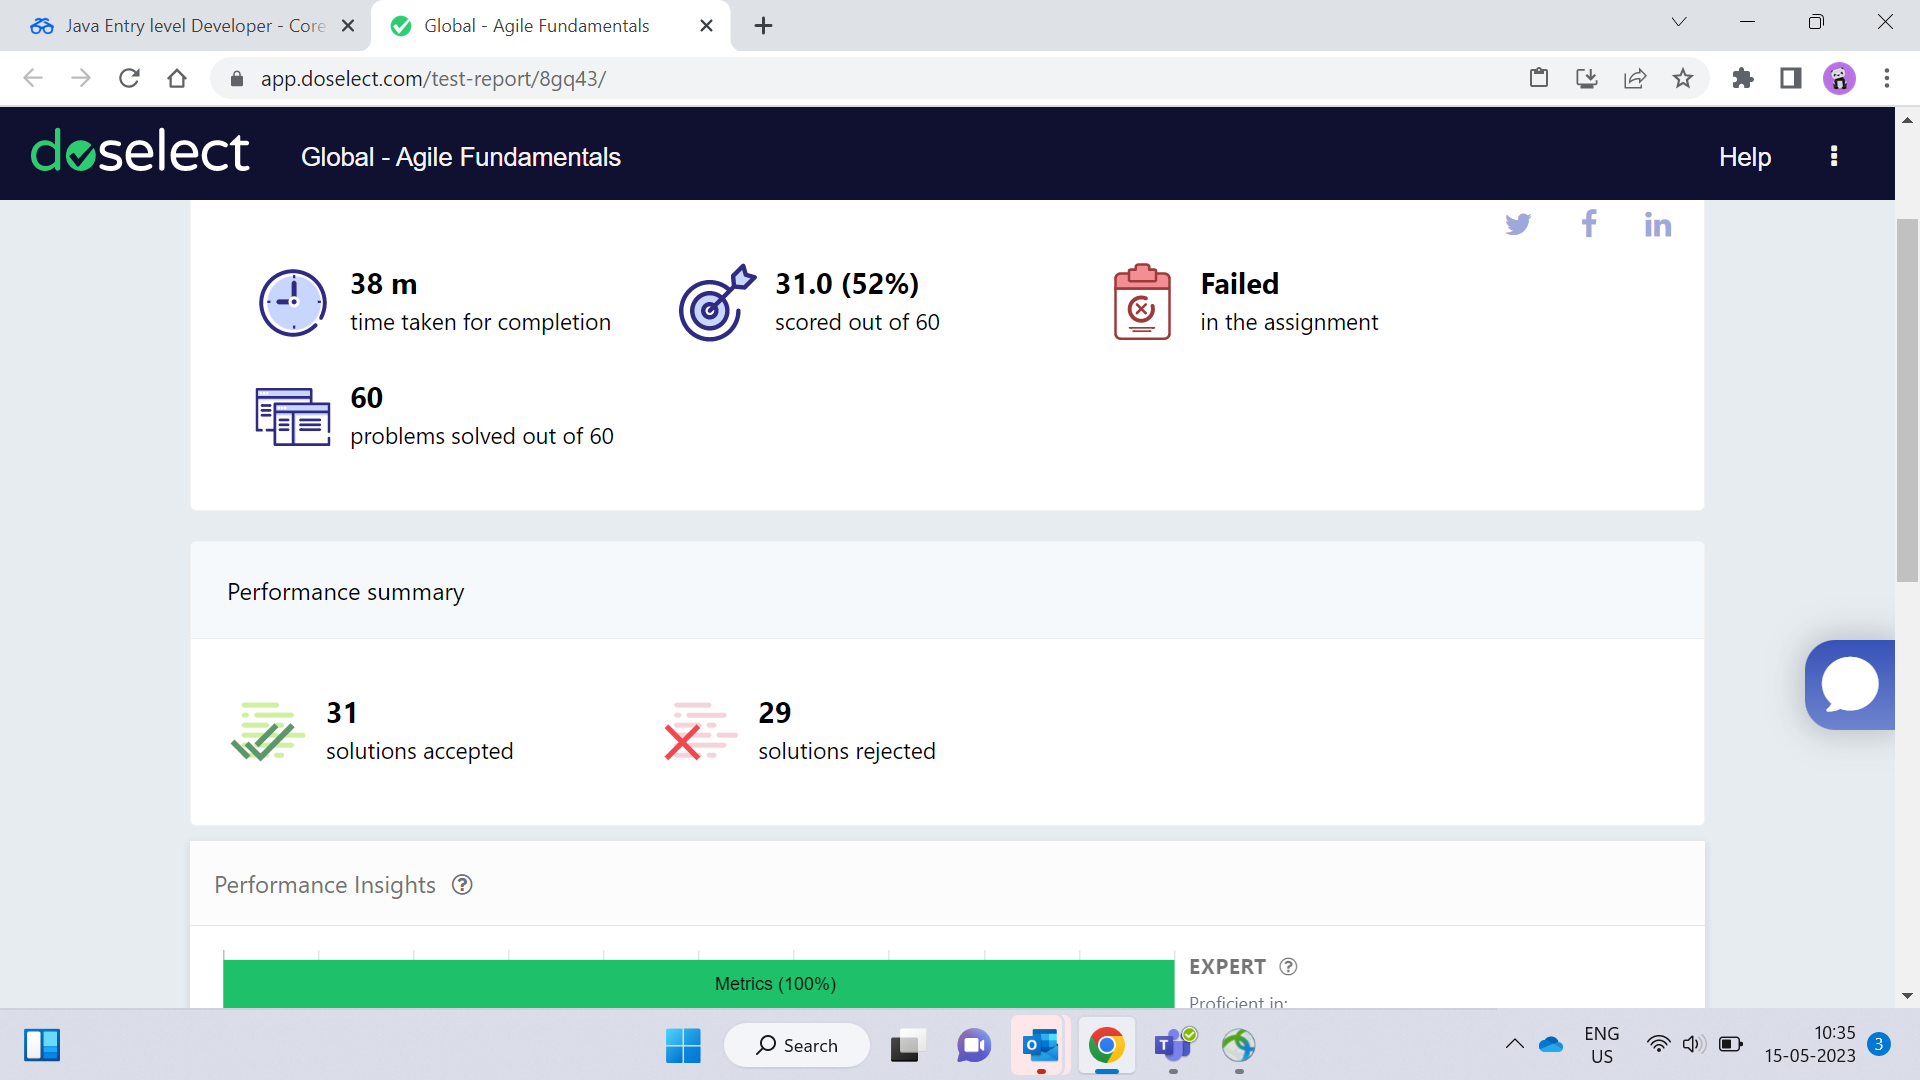 Java Entry level Developer - Core
Global - Agile Fundamentals
app.doselect.com/test-report/8gq43/
doselect
Global - Agile Fundamentals
Help
38 m
time taken for completion
31.0 (52%)
scored out of 60
Failed
in the assignment
60
problems solved out of 60
Performance summary
31
solutions accepted
29
solutions rejected
Performance Insights
Metrics (100%)
EXPERT
Proficient in:
Search
ENG
US
10:35
15-05-2023
3